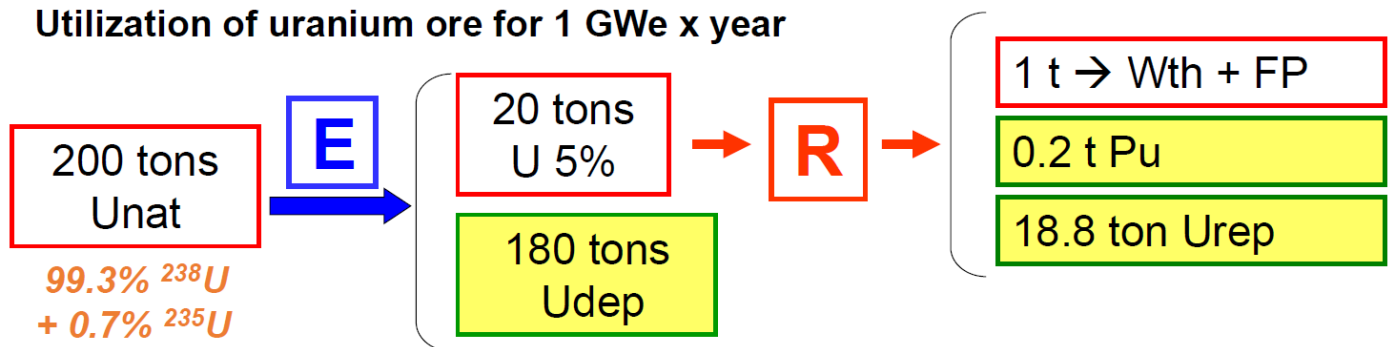 Utilization of uranium ore for 1 GWe x year
200 tons
Unat
99.3% ²³⁸U
+ 0.7% ²³⁵U
E
20 tons
U 5%
180 tons
Udep
R
1 t → Wth + FP
0.2 t Pu
18.8 ton Urep